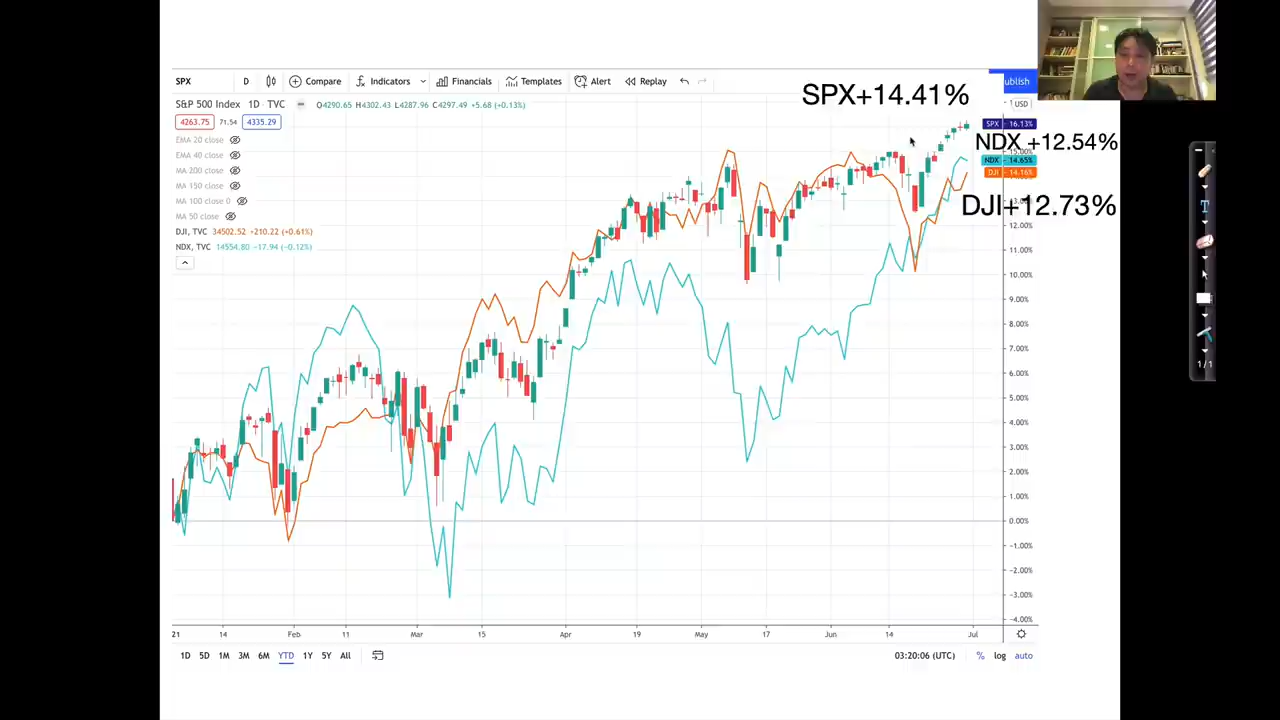 SPX D Compare Indicators Financials Templates Alert Replay ublish
SPX+14.41%
S&P 500 Index 1D TVC O4290.65 H4302.43 L4287.96 C4297.49 +5.68 (+0.13%)
USD
4263.75 71.54 4335.29
EMA 20 close
EMA 40 close
MA 200 close
MA 150 close
MA 100 close 0
MA 50 close
DJI, TVC 34502.52 +210.22 (+0.61%)
NDX, TVC 14554.80 −17.94 (−0.12%)
SPX 16.13%
NDX +12.54%
15.00%
NDX 14.65%
DJI 14.16%
13.00%
DJI+12.73%
12.00%
11.00%
10.00%
9.00%
8.00%
7.00%
6.00%
5.00%
4.00%
3.00%
2.00%
1.00%
0.00%
−1.00%
−2.00%
−3.00%
−4.00%
21 14 Feb 11 Mar 15 Apr 19 May 17 Jun 14 Jul
1D 5D 1M 3M 6M YTD 1Y 5Y All 03:20:06 (UTC) % log auto
T
1/1